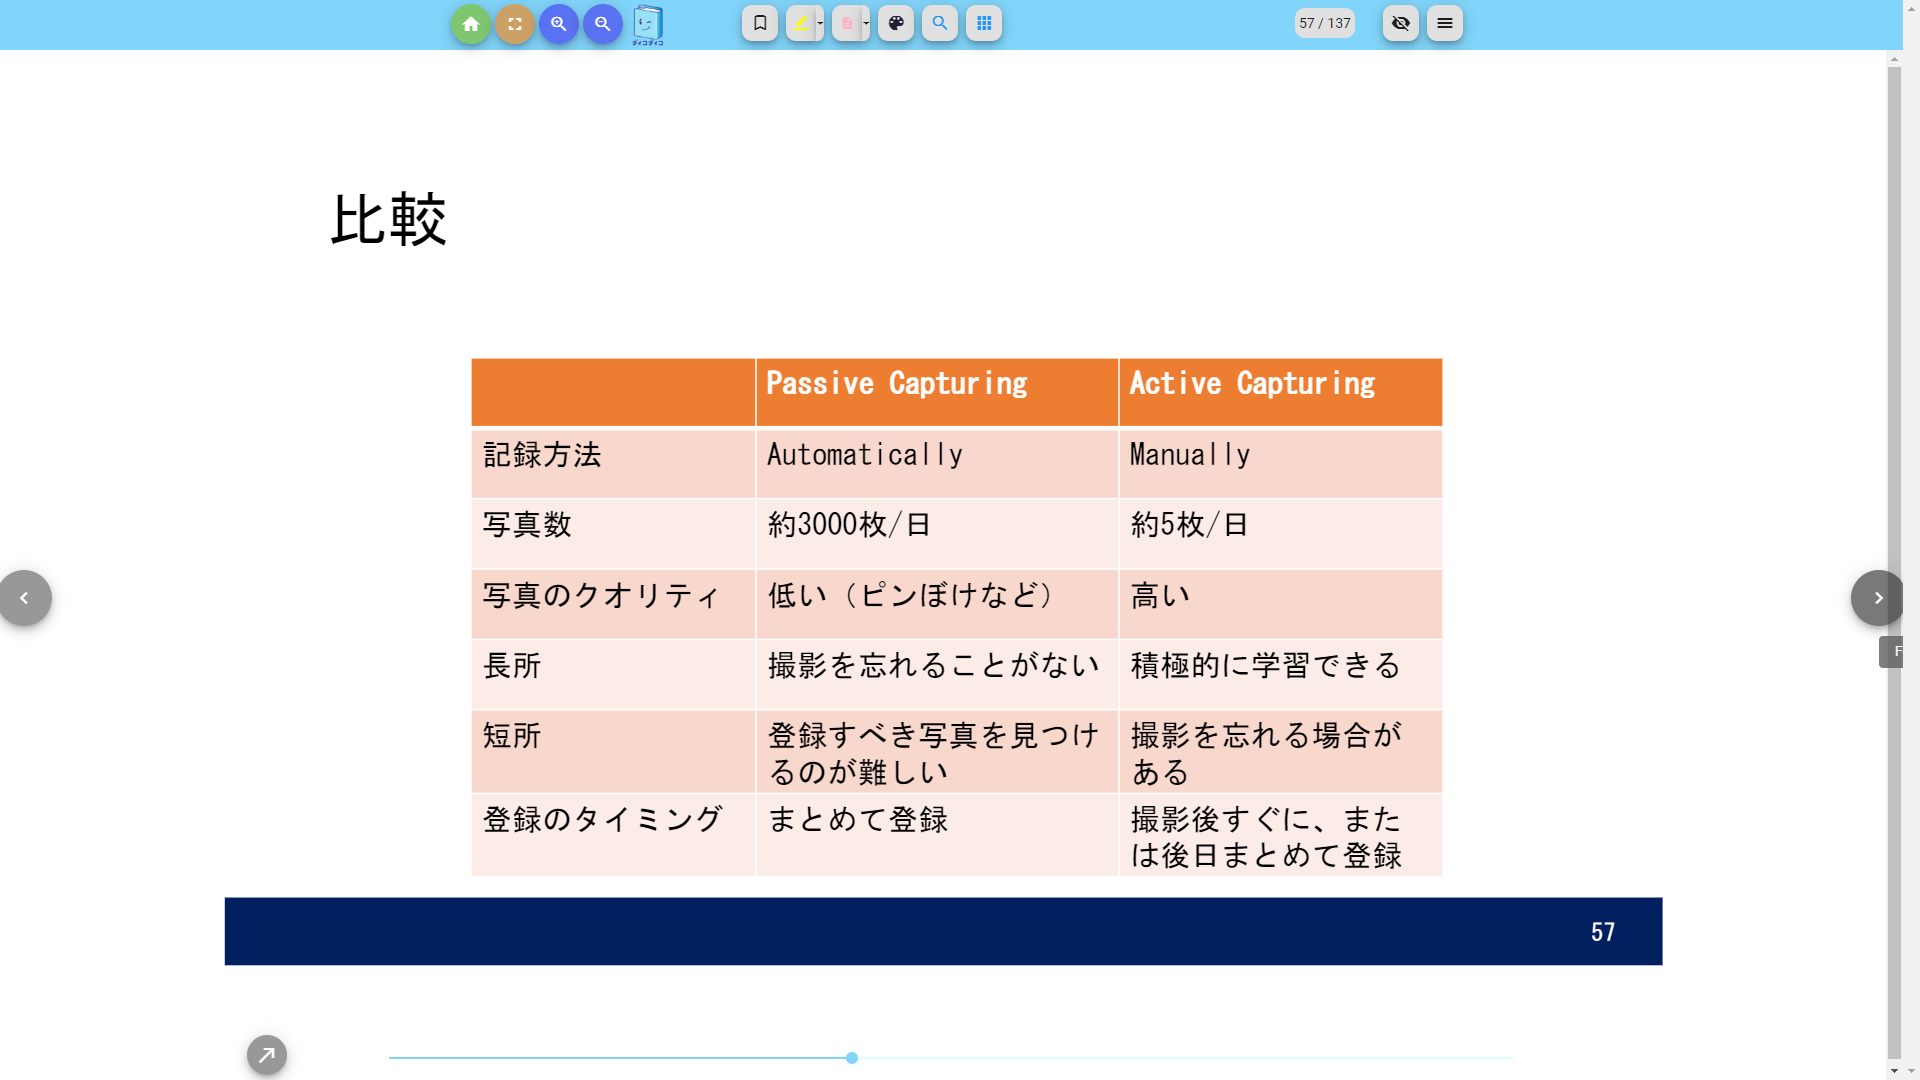 ディコディコ
57 / 137
比較
Passive Capturing
Active Capturing
記録方法
Automatically
Manually
写真数
約3000枚/日
約5枚/日
写真のクオリティ
低い（ピンぼけなど）
高い
長所
撮影を忘れることがない
積極的に学習できる
短所
登録すべき写真を見つけ
るのが難しい
撮影を忘れる場合が
ある
登録のタイミング
まとめて登録
撮影後すぐに、また
は後日まとめて登録
57
F